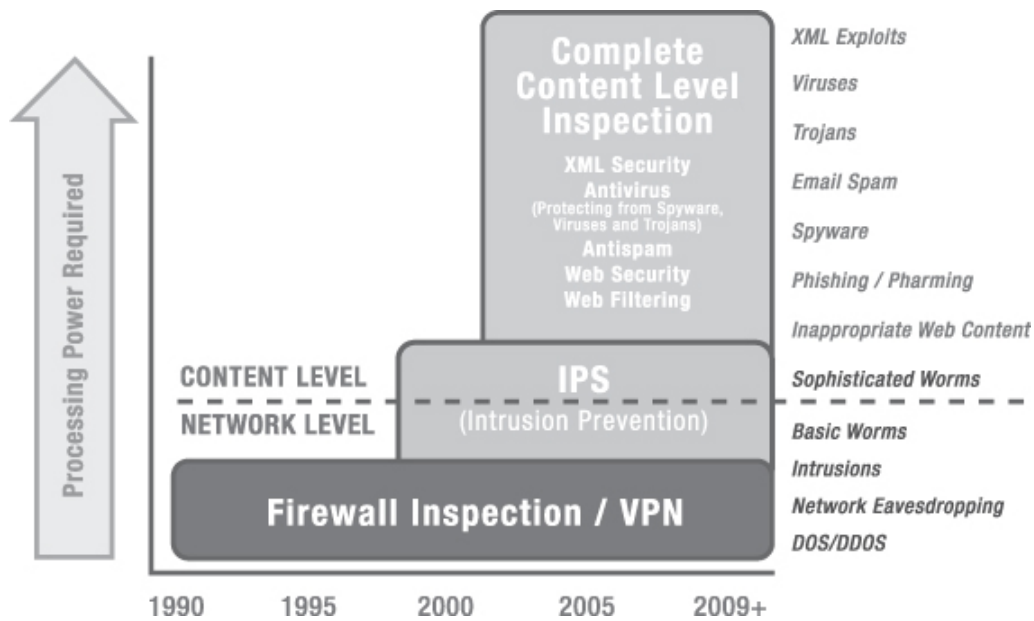 Processing Power Required
Complete
Content Level
Inspection
XML Security
Antivirus
(Protecting from Spyware,
Viruses and Trojans)
Antispam
Web Security
Web Filtering
CONTENT LEVEL
NETWORK LEVEL
IPS
(Intrusion Prevention)
Firewall Inspection / VPN
XML Exploits
Viruses
Trojans
Email Spam
Spyware
Phishing / Pharming
Inappropriate Web Content
Sophisticated Worms
Basic Worms
Intrusions
Network Eavesdropping
DOS/DDOS
1990 1995 2000 2005 2009+